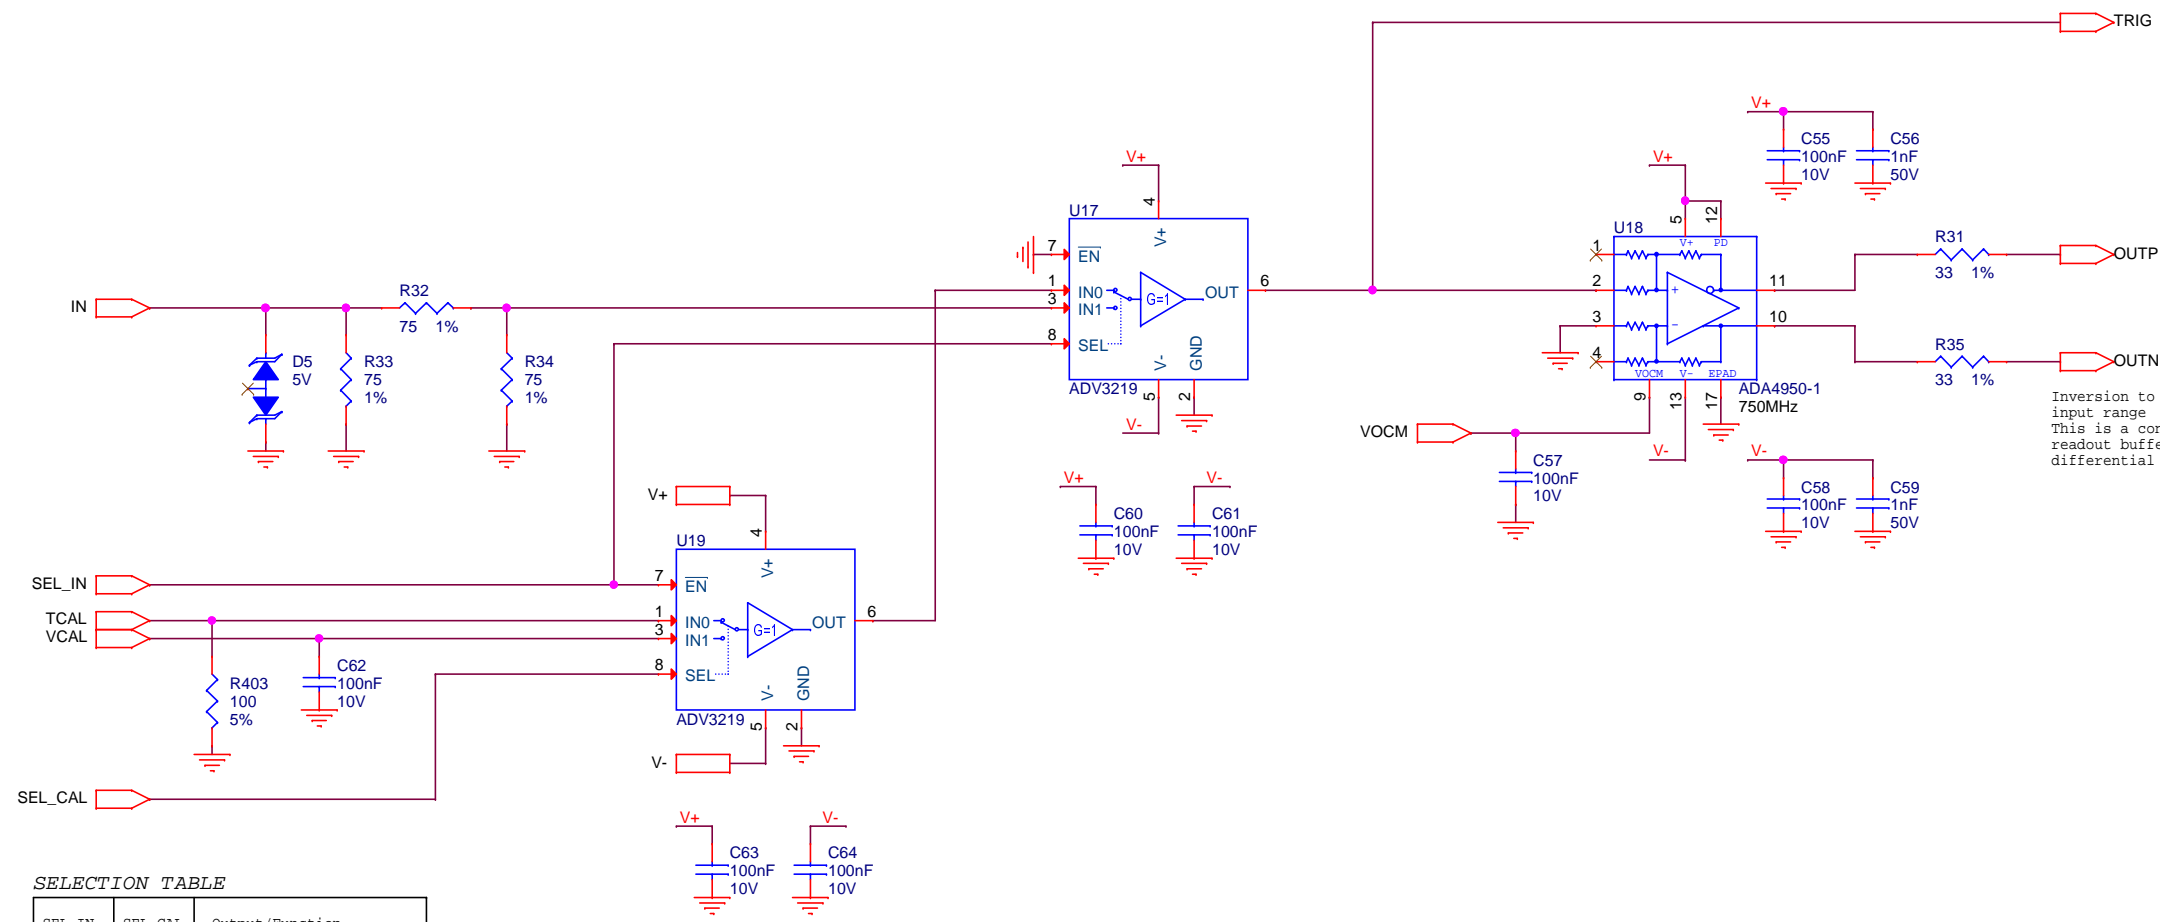 TRIG
V+
C55
100nF
10V
C56
1nF
50V
V+
4
U17
V+
7
EN
1
IN0
3
IN1
G=1
OUT
6
8
SEL
V-
GND
ADV3219
5
2
V-
V+
5
12
U18
V+
PD
1
2
3
4
+
-
11
10
VOCM
V-
EPAD
ADA4950-1
750MHz
9
13
17
V-
R31
33 1%
OUTP
R35
33 1%
OUTN
Inversion to
input range
This is a co
readout buff
differential
IN
R32
75 1%
D5
5V
R33
75
1%
R34
75
1%
VOCM
C57
100nF
10V
V-
C58
100nF
10V
C59
1nF
50V
V+
C60
100nF
10V
V-
C61
100nF
10V
V+
4
U19
V+
SEL_IN
7
EN
TCAL
1
IN0
VCAL
3
IN1
G=1
OUT
6
8
SEL
V-
GND
ADV3219
5
2
V-
R403
100
5%
C62
100nF
10V
SEL_CAL
V+
C63
100nF
10V
V-
C64
100nF
10V
SELECTION TABLE
SEL_IN SEL_CAL Output/Function